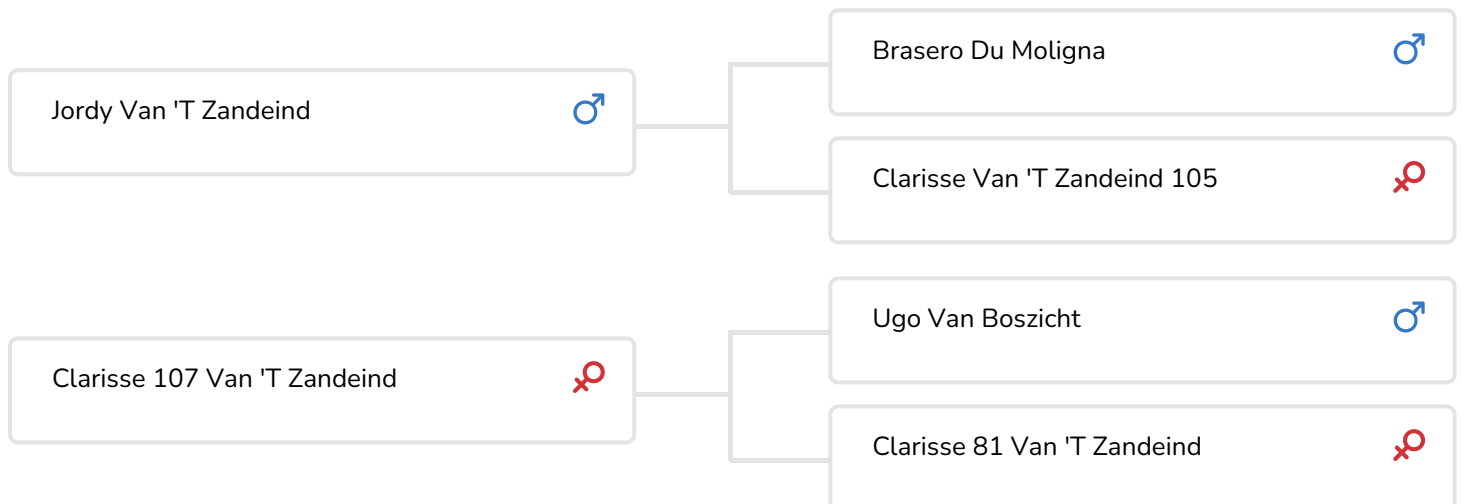 Brasero Du Moligna
Jordy Van 'T Zandeind
Clarisse Van 'T Zandeind 105
Ugo Van Boszicht
Clarisse 107 Van 'T Zandeind
Clarisse 81 Van 'T Zandeind